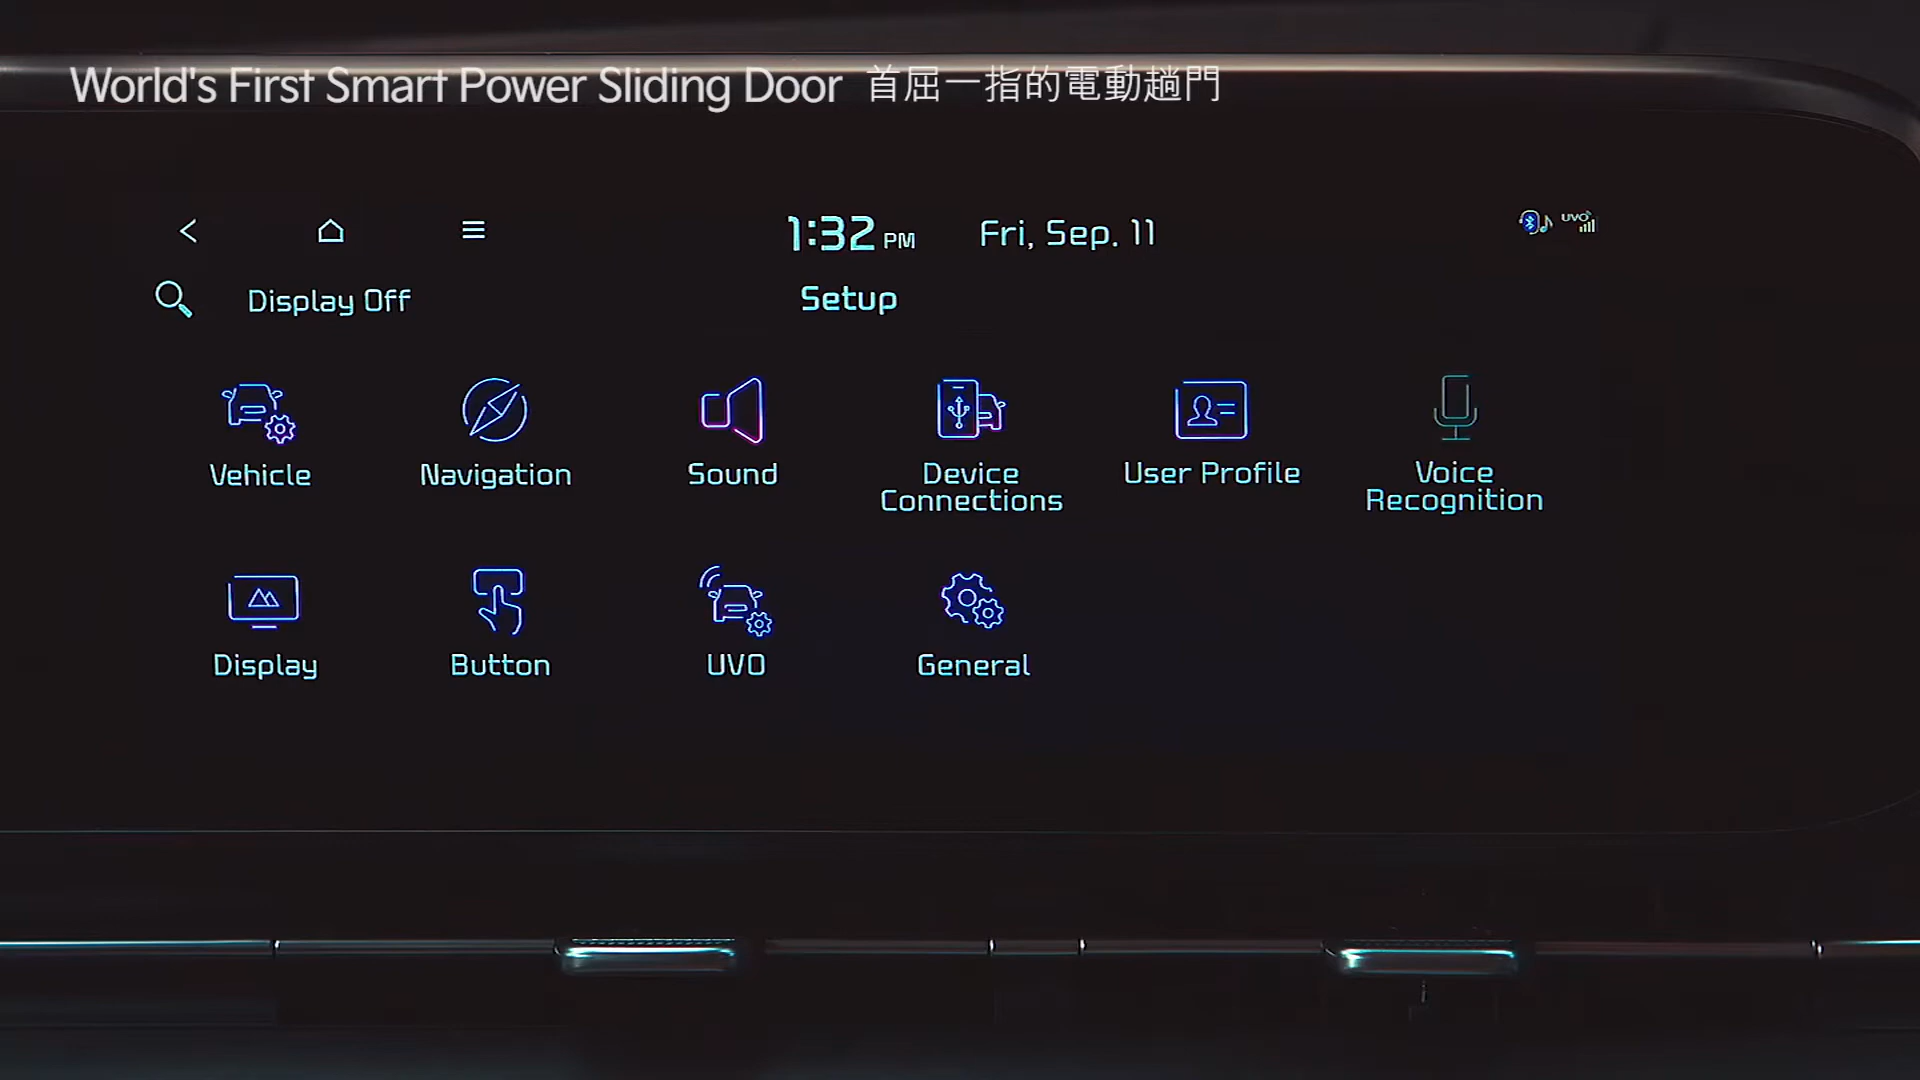 World's First Smart Power Sliding Door 首屈一指的電動趟門
1:32 PM Fri, Sep. 11
UVO
Display Off
Setup
Vehicle
Navigation
Sound
Device
Connections
User Profile
Voice
Recognition
Display
Button
UVO
General